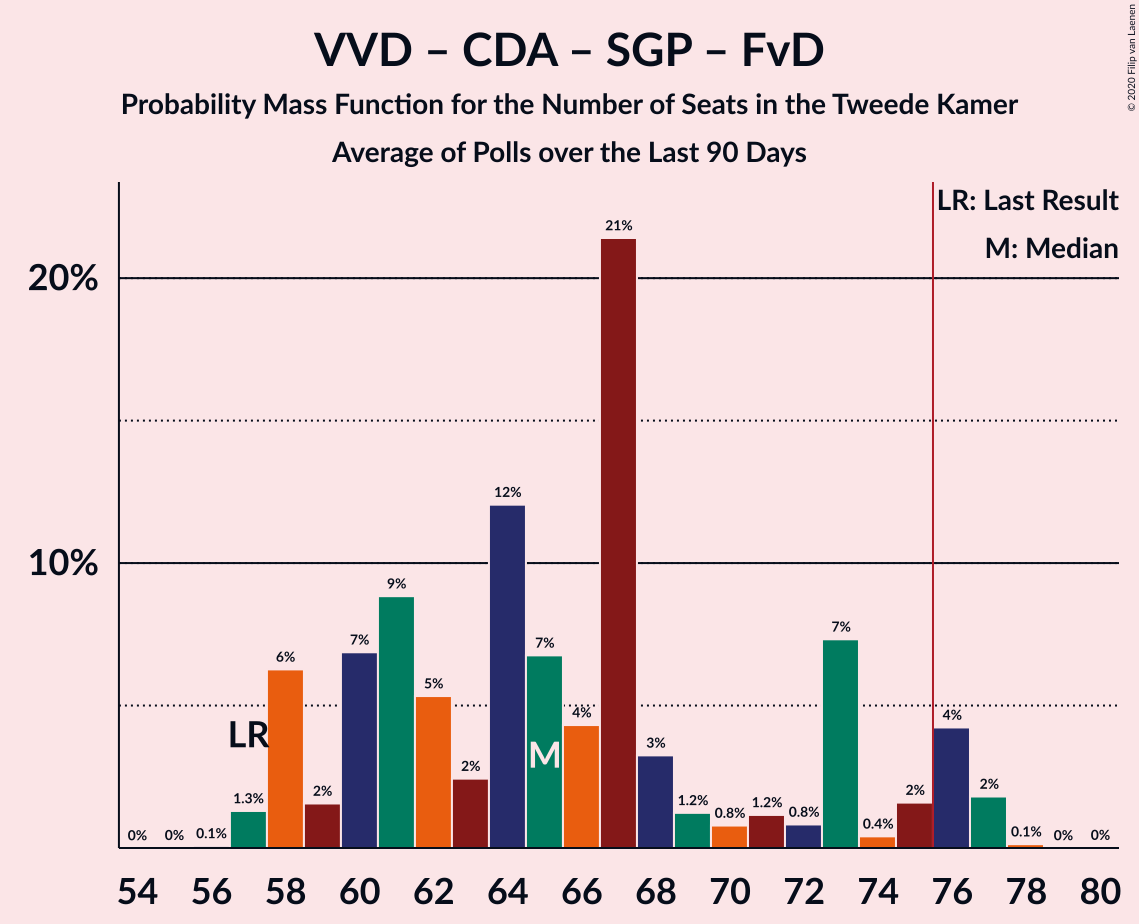 VVD – CDA – SGP – FvD
Probability Mass Function for the Number of Seats in the Tweede Kamer
Average of Polls over the Last 90 Days
© 2020 Filip van Laenen
LR: Last Result
M: Median
20%
10%
0% 0% 0.1% 1.3% 6% 2% 7% 9% 5% 2% 12% 7% 4% 21% 3% 1.2% 0.8% 1.2% 0.8% 7% 0.4% 2% 4% 2% 0.1% 0% 0%
LR
M
54 56 58 60 62 64 66 68 70 72 74 76 78 80